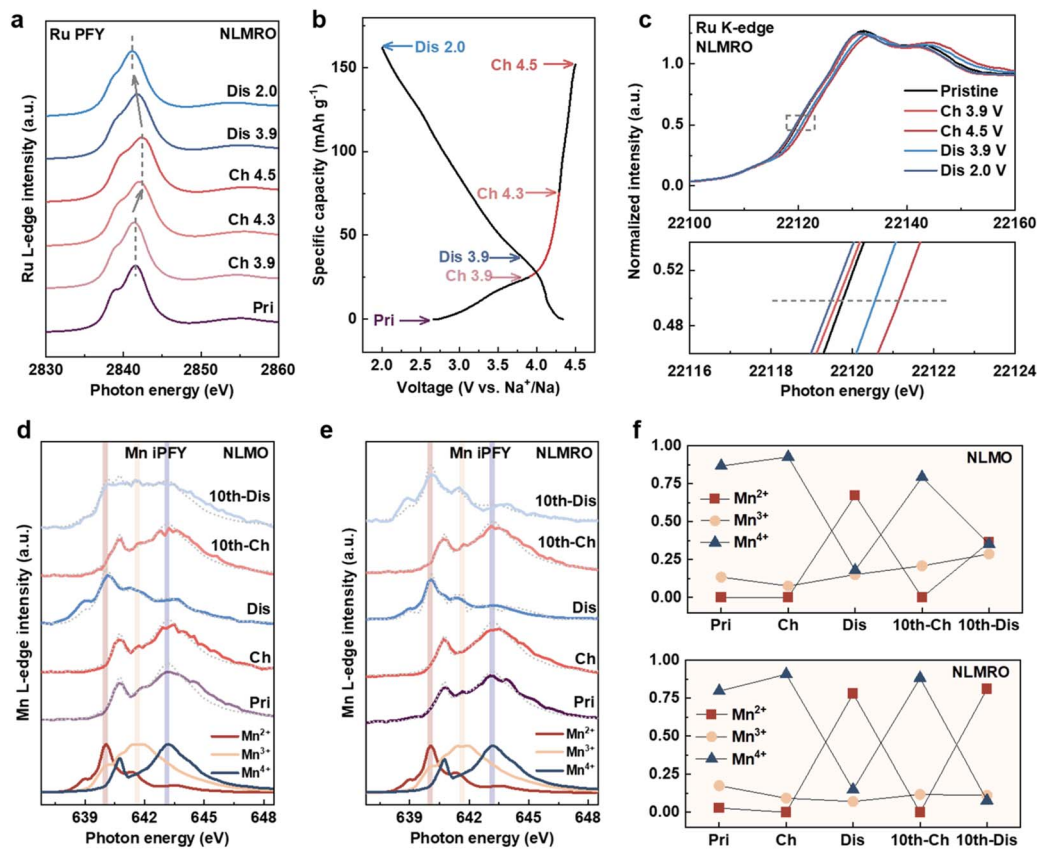 a
Ru PFY
NLMRO
Dis 2.0
Dis 3.9
Ch 4.5
Ch 4.3
Ch 3.9
Pri
Ru L-edge intensity (a.u.)
2830
2840
2850
2860
Photon energy (eV)
b
Dis 2.0
Ch 4.5
Ch 4.3
Dis 3.9
Ch 3.9
Pri
150
100
50
0
Specific capacity (mAh g⁻¹)
2.0
2.5
3.0
3.5
4.0
4.5
Voltage (V vs. Na⁺/Na)
c
Ru K-edge
NLMRO
Pristine
Ch 3.9 V
Ch 4.5 V
Dis 3.9 V
Dis 2.0 V
1.0
0.5
0.0
22100
22120
22140
22160
Normalized intensity (a.u.)
0.52
0.48
22116
22118
22120
22122
22124
Photon energy (eV)
d
Mn iPFY
NLMO
10th-Dis
10th-Ch
Dis
Ch
Pri
Mn²⁺
Mn³⁺
Mn⁴⁺
Mn L-edge intensity (a.u.)
639
642
645
648
Photon energy (eV)
e
Mn iPFY
NLMRO
10th-Dis
10th-Ch
Dis
Ch
Pri
Mn²⁺
Mn³⁺
Mn⁴⁺
Mn L-edge intensity (a.u.)
639
642
645
648
Photon energy (eV)
f
NLMO
1.00
0.75
0.50
0.25
0.00
Mn²⁺
Mn³⁺
Mn⁴⁺
Pri
Ch
Dis
10th-Ch
10th-Dis
NLMRO
1.00
0.75
0.50
0.25
0.00
Mn²⁺
Mn³⁺
Mn⁴⁺
Pri
Ch
Dis
10th-Ch
10th-Dis